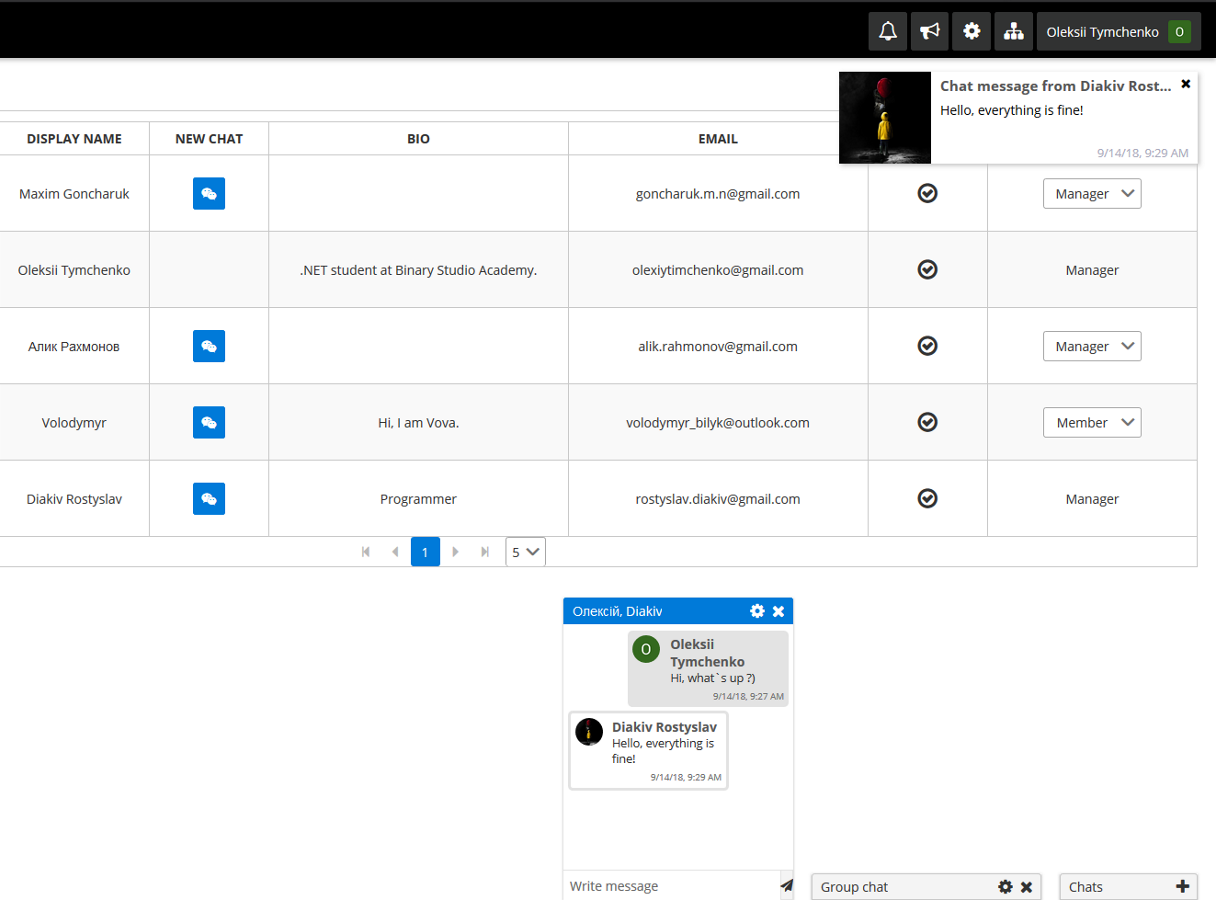 Oleksii Tymchenko O
Chat message from Diakiv Rost...
Hello, everything is fine!
9/14/18, 9:29 AM
DISPLAY NAME NEW CHAT BIO EMAIL
Maxim Goncharuk goncharuk.m.n@gmail.com Manager
Oleksii Tymchenko .NET student at Binary Studio Academy. olexiytimchenko@gmail.com Manager
Алик Рахмонов alik.rahmonov@gmail.com Manager
Volodymyr Hi, I am Vova. volodymyr_bilyk@outlook.com Member
Diakiv Rostyslav Programmer rostyslav.diakiv@gmail.com Manager
1 5
Олексій, Diakiv
O Oleksii
Tymchenko
Hi, what`s up ?)
9/14/18, 9:27 AM
Diakiv Rostyslav
Hello, everything is
fine!
9/14/18, 9:29 AM
Write message
Group chat
Chats